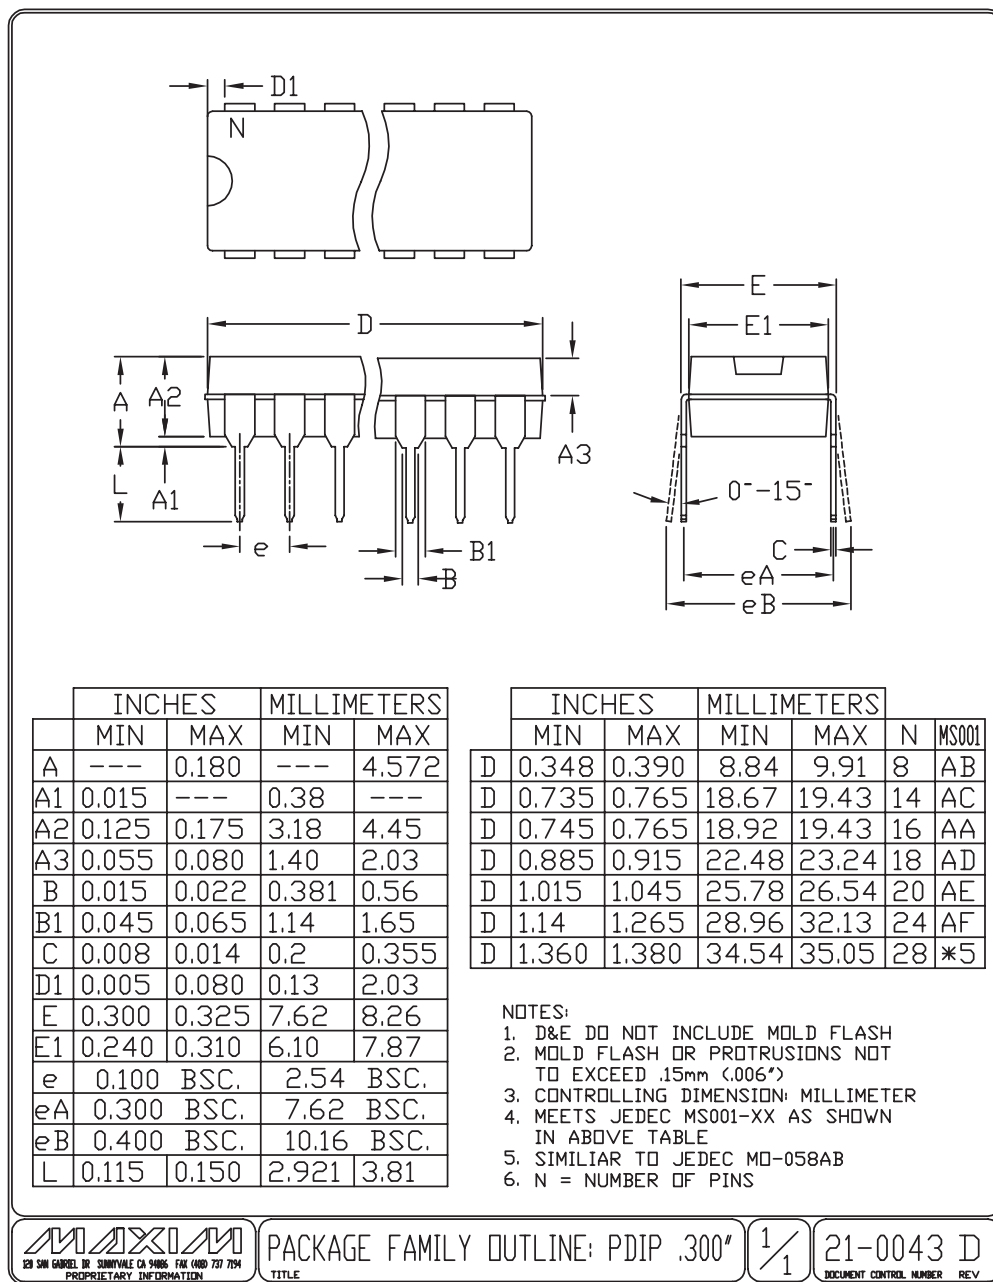 D1
N
D
E
E1
A
A2
A3
L
A1
0°-15°
e
B1
B
C
eA
eB
INCHES MILLIMETERS
MIN MAX MIN MAX
A --- 0.180 --- 4.572
A1 0.015 --- 0.38 ---
A2 0.125 0.175 3.18 4.45
A3 0.055 0.080 1.40 2.03
B 0.015 0.022 0.381 0.56
B1 0.045 0.065 1.14 1.65
C 0.008 0.014 0.2 0.355
D1 0.005 0.080 0.13 2.03
E 0.300 0.325 7.62 8.26
E1 0.240 0.310 6.10 7.87
e 0.100 BSC. 2.54 BSC.
eA 0.300 BSC. 7.62 BSC.
eB 0.400 BSC. 10.16 BSC.
L 0.115 0.150 2.921 3.81
INCHES MILLIMETERS
MIN MAX MIN MAX N MS001
D 0.348 0.390 8.84 9.91 8 AB
D 0.735 0.765 18.67 19.43 14 AC
D 0.745 0.765 18.92 19.43 16 AA
D 0.885 0.915 22.48 23.24 18 AD
D 1.015 1.045 25.78 26.54 20 AE
D 1.14 1.265 28.96 32.13 24 AF
D 1.360 1.380 34.54 35.05 28 *5
NOTES:
1. D&E DO NOT INCLUDE MOLD FLASH
2. MOLD FLASH OR PROTRUSIONS NOT
TO EXCEED .15mm (.006")
3. CONTROLLING DIMENSION: MILLIMETER
4. MEETS JEDEC MS001-XX AS SHOWN
IN ABOVE TABLE
5. SIMILIAR TO JEDEC MO-058AB
6. N = NUMBER OF PINS
MAXIM
120 SAN GABRIEL DR SUNNYVALE CA 94086 FAX (408) 737 7194
PROPRIETARY INFORMATION
PACKAGE FAMILY OUTLINE: PDIP .300"
TITLE
1/1
21-0043 D
DOCUMENT CONTROL NUMBER REV